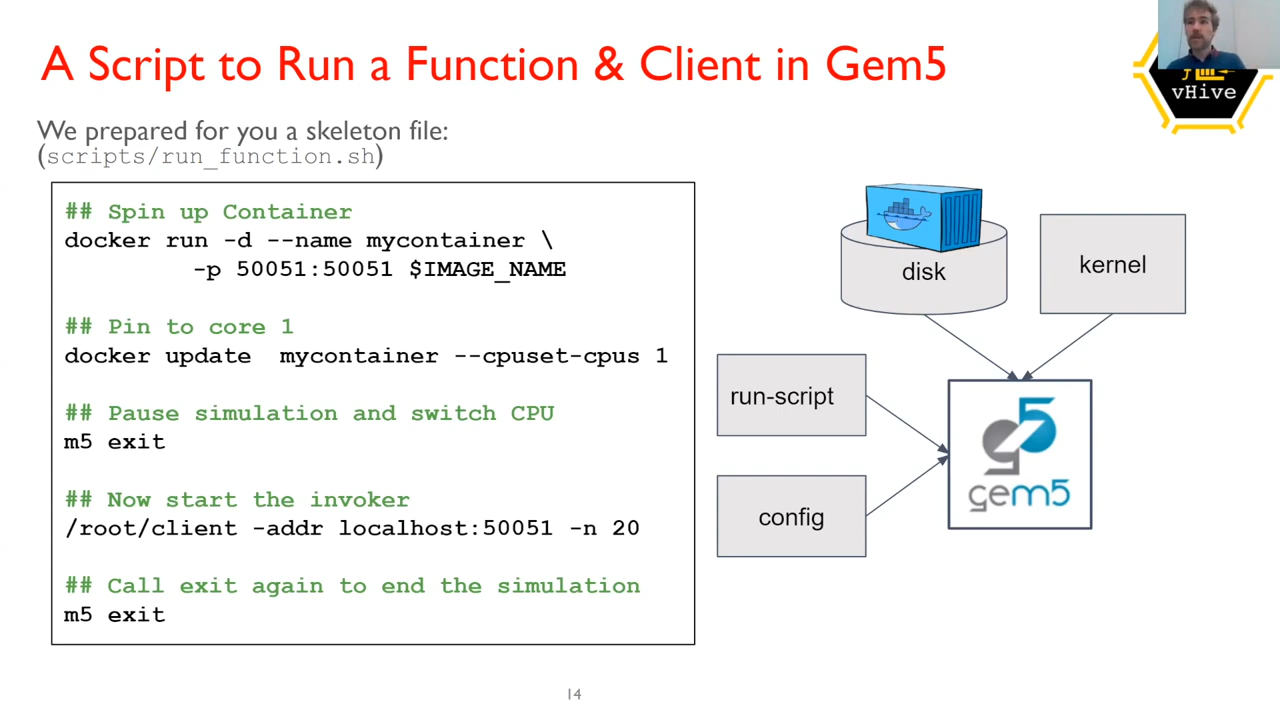 A Script to Run a Function & Client in Gem5
vHive
We prepared for you a skeleton file:
(scripts/run_function.sh)
## Spin up Container
docker run -d --name mycontainer \
-p 50051:50051 $IMAGE_NAME
## Pin to core 1
docker update  mycontainer --cpuset-cpus 1
## Pause simulation and switch CPU
m5 exit
## Now start the invoker
/root/client -addr localhost:50051 -n 20
## Call exit again to end the simulation
m5 exit
disk
kernel
run-script
config
gem5
14